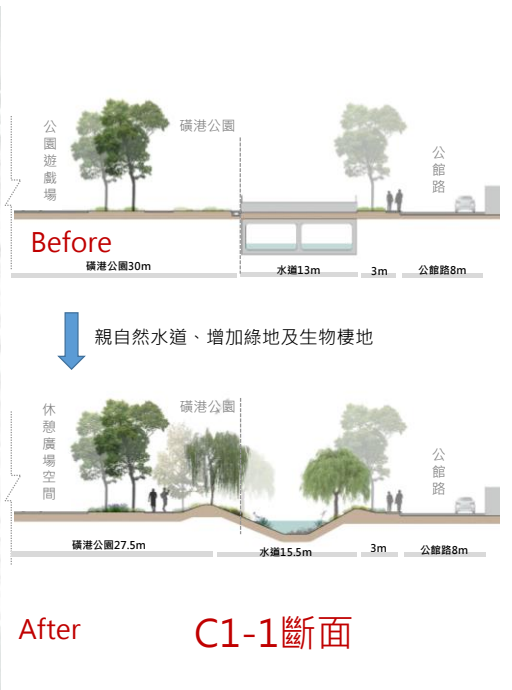 公園遊戲場
磺港公園
公館路
Before
磺港公園30m
水道13m
3m
公館路8m
親自然水道、增加綠地及生物棲地
休憩廣場空間
磺港公園
公館路
磺港公園27.5m
水道15.5m
3m
公館路8m
After
C1-1斷面